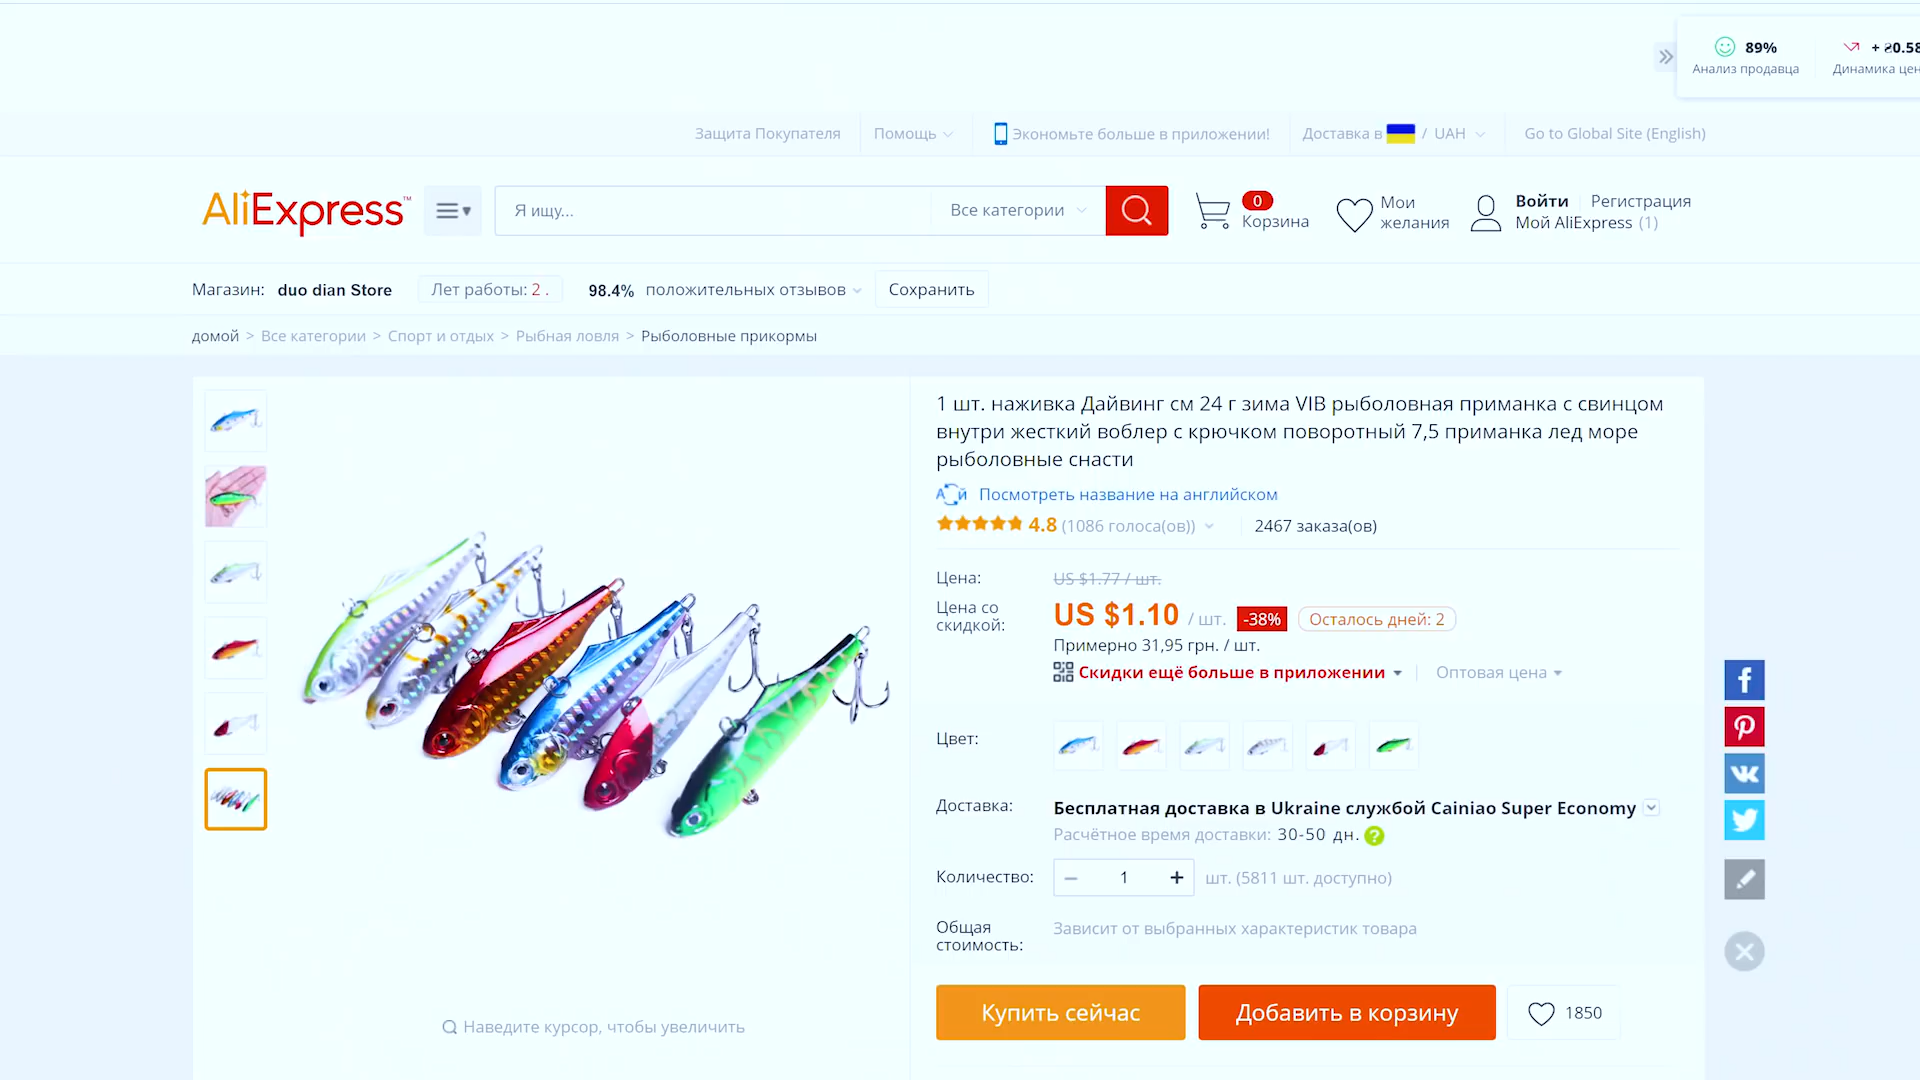 89%
Анализ продавца
+ ₴0.58
Динамика цен
Защита Покупателя
Помощь
Экономьте больше в приложении!
Доставка в / UAH
Go to Global Site (English)
AliExpress™
Я ищу...
Все категории
0
Корзина
Мои желания
Войти
Регистрация
Мой AliExpress (1)
Магазин: duo dian Store
Лет работы: 2 .
98.4% положительных отзывов
Сохранить
домой > Все категории > Спорт и отдых > Рыбная ловля > Рыболовные прикормы
1 шт. наживка Дайвинг см 24 г зима VIB рыболовная приманка с свинцом
внутри жесткий воблер с крючком поворотный 7,5 приманка лед море
рыболовные снасти
Посмотреть название на английском
4.8 (1086 голоса(ов)) 2467 заказа(ов)
Цена: US $1.77 / шт.
Цена со скидкой: US $1.10 / шт. -38% Осталось дней: 2
Примерно 31,95 грн. / шт.
Скидки ещё больше в приложении
Оптовая цена
Цвет:
Доставка: Бесплатная доставка в Ukraine службой Cainiao Super Economy
Расчётное время доставки: 30-50 дн. ?
Количество: − 1 + шт. (5811 шт. доступно)
Общая стоимость: Зависит от выбранных характеристик товара
Купить сейчас
Добавить в корзину
1850
Наведите курсор, чтобы увеличить